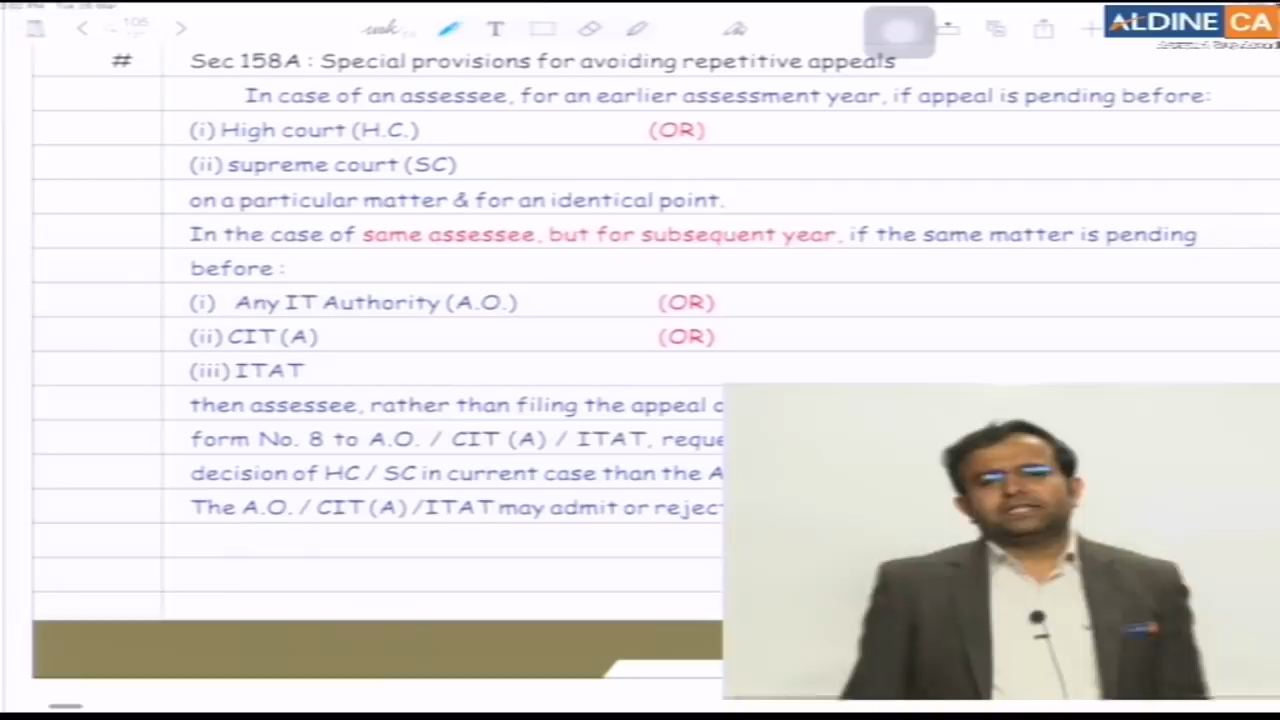 105
ALDINE CA
# Sec 158A : Special provisions for avoiding repetitive appeals
In case of an assessee, for an earlier assessment year, if appeal is pending before:
(i) High court (H.C.) (OR)
(ii) supreme court (SC)
on a particular matter & for an identical point.
In the case of same assessee, but for subsequent year, if the same matter is pending
before :
(i) Any IT Authority (A.O.) (OR)
(ii) CIT (A) (OR)
(iii) ITAT
then assessee, rather than filing the appeal
form No. 8 to A.O. / CIT (A) / ITAT, reque
decision of HC / SC in current case than the A
The A.O. / CIT (A) /ITAT may admit or reject